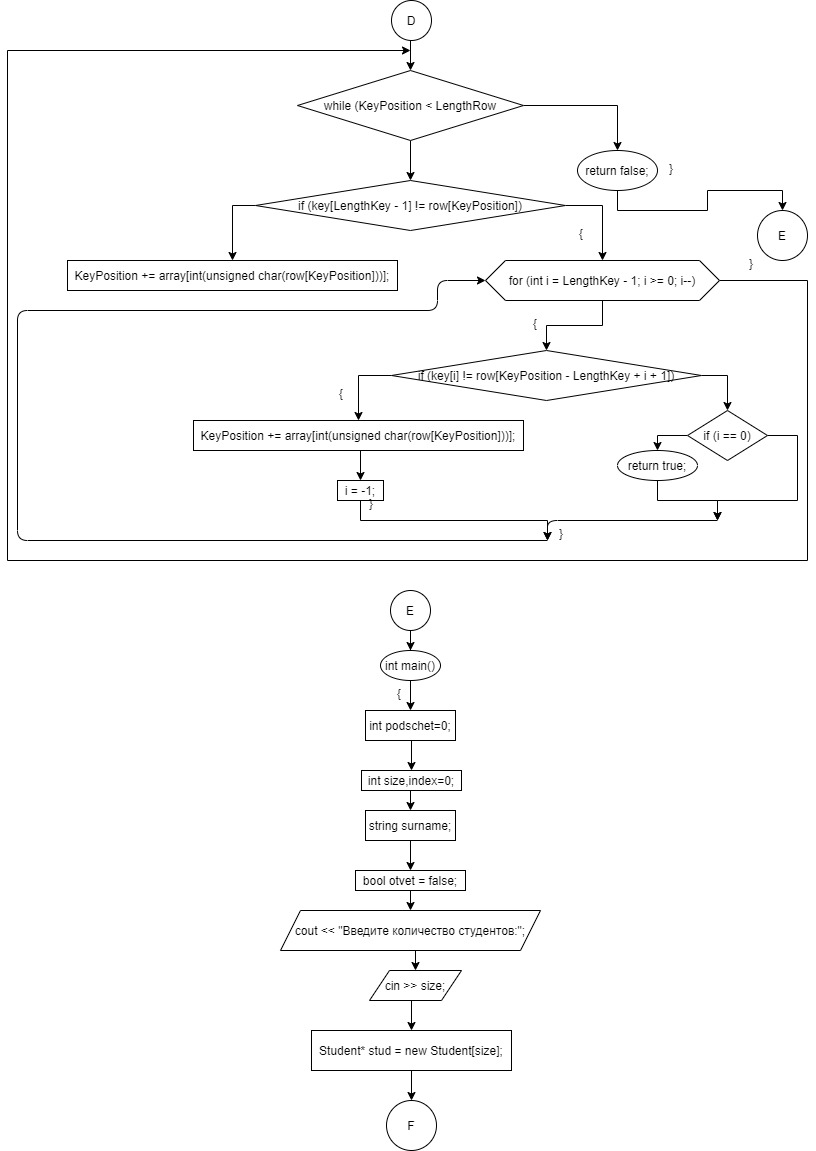 D
while (KeyPosition < LengthRow
return false;
}
if (key[LengthKey - 1] != row[KeyPosition])
E
{
}
KeyPosition += array[int(unsigned char(row[KeyPosition]))];
for (int i = LengthKey - 1; i >= 0; i--)
{
if (key[i] != row[KeyPosition - LengthKey + i + 1])
{
KeyPosition += array[int(unsigned char(row[KeyPosition]))];
if (i == 0)
return true;
i = -1;
}
}
E
int main()
{
int podschet=0;
int size,index=0;
string surname;
bool otvet = false;
cout << "Введите количество студентов:";
cin >> size;
Student* stud = new Student[size];
F